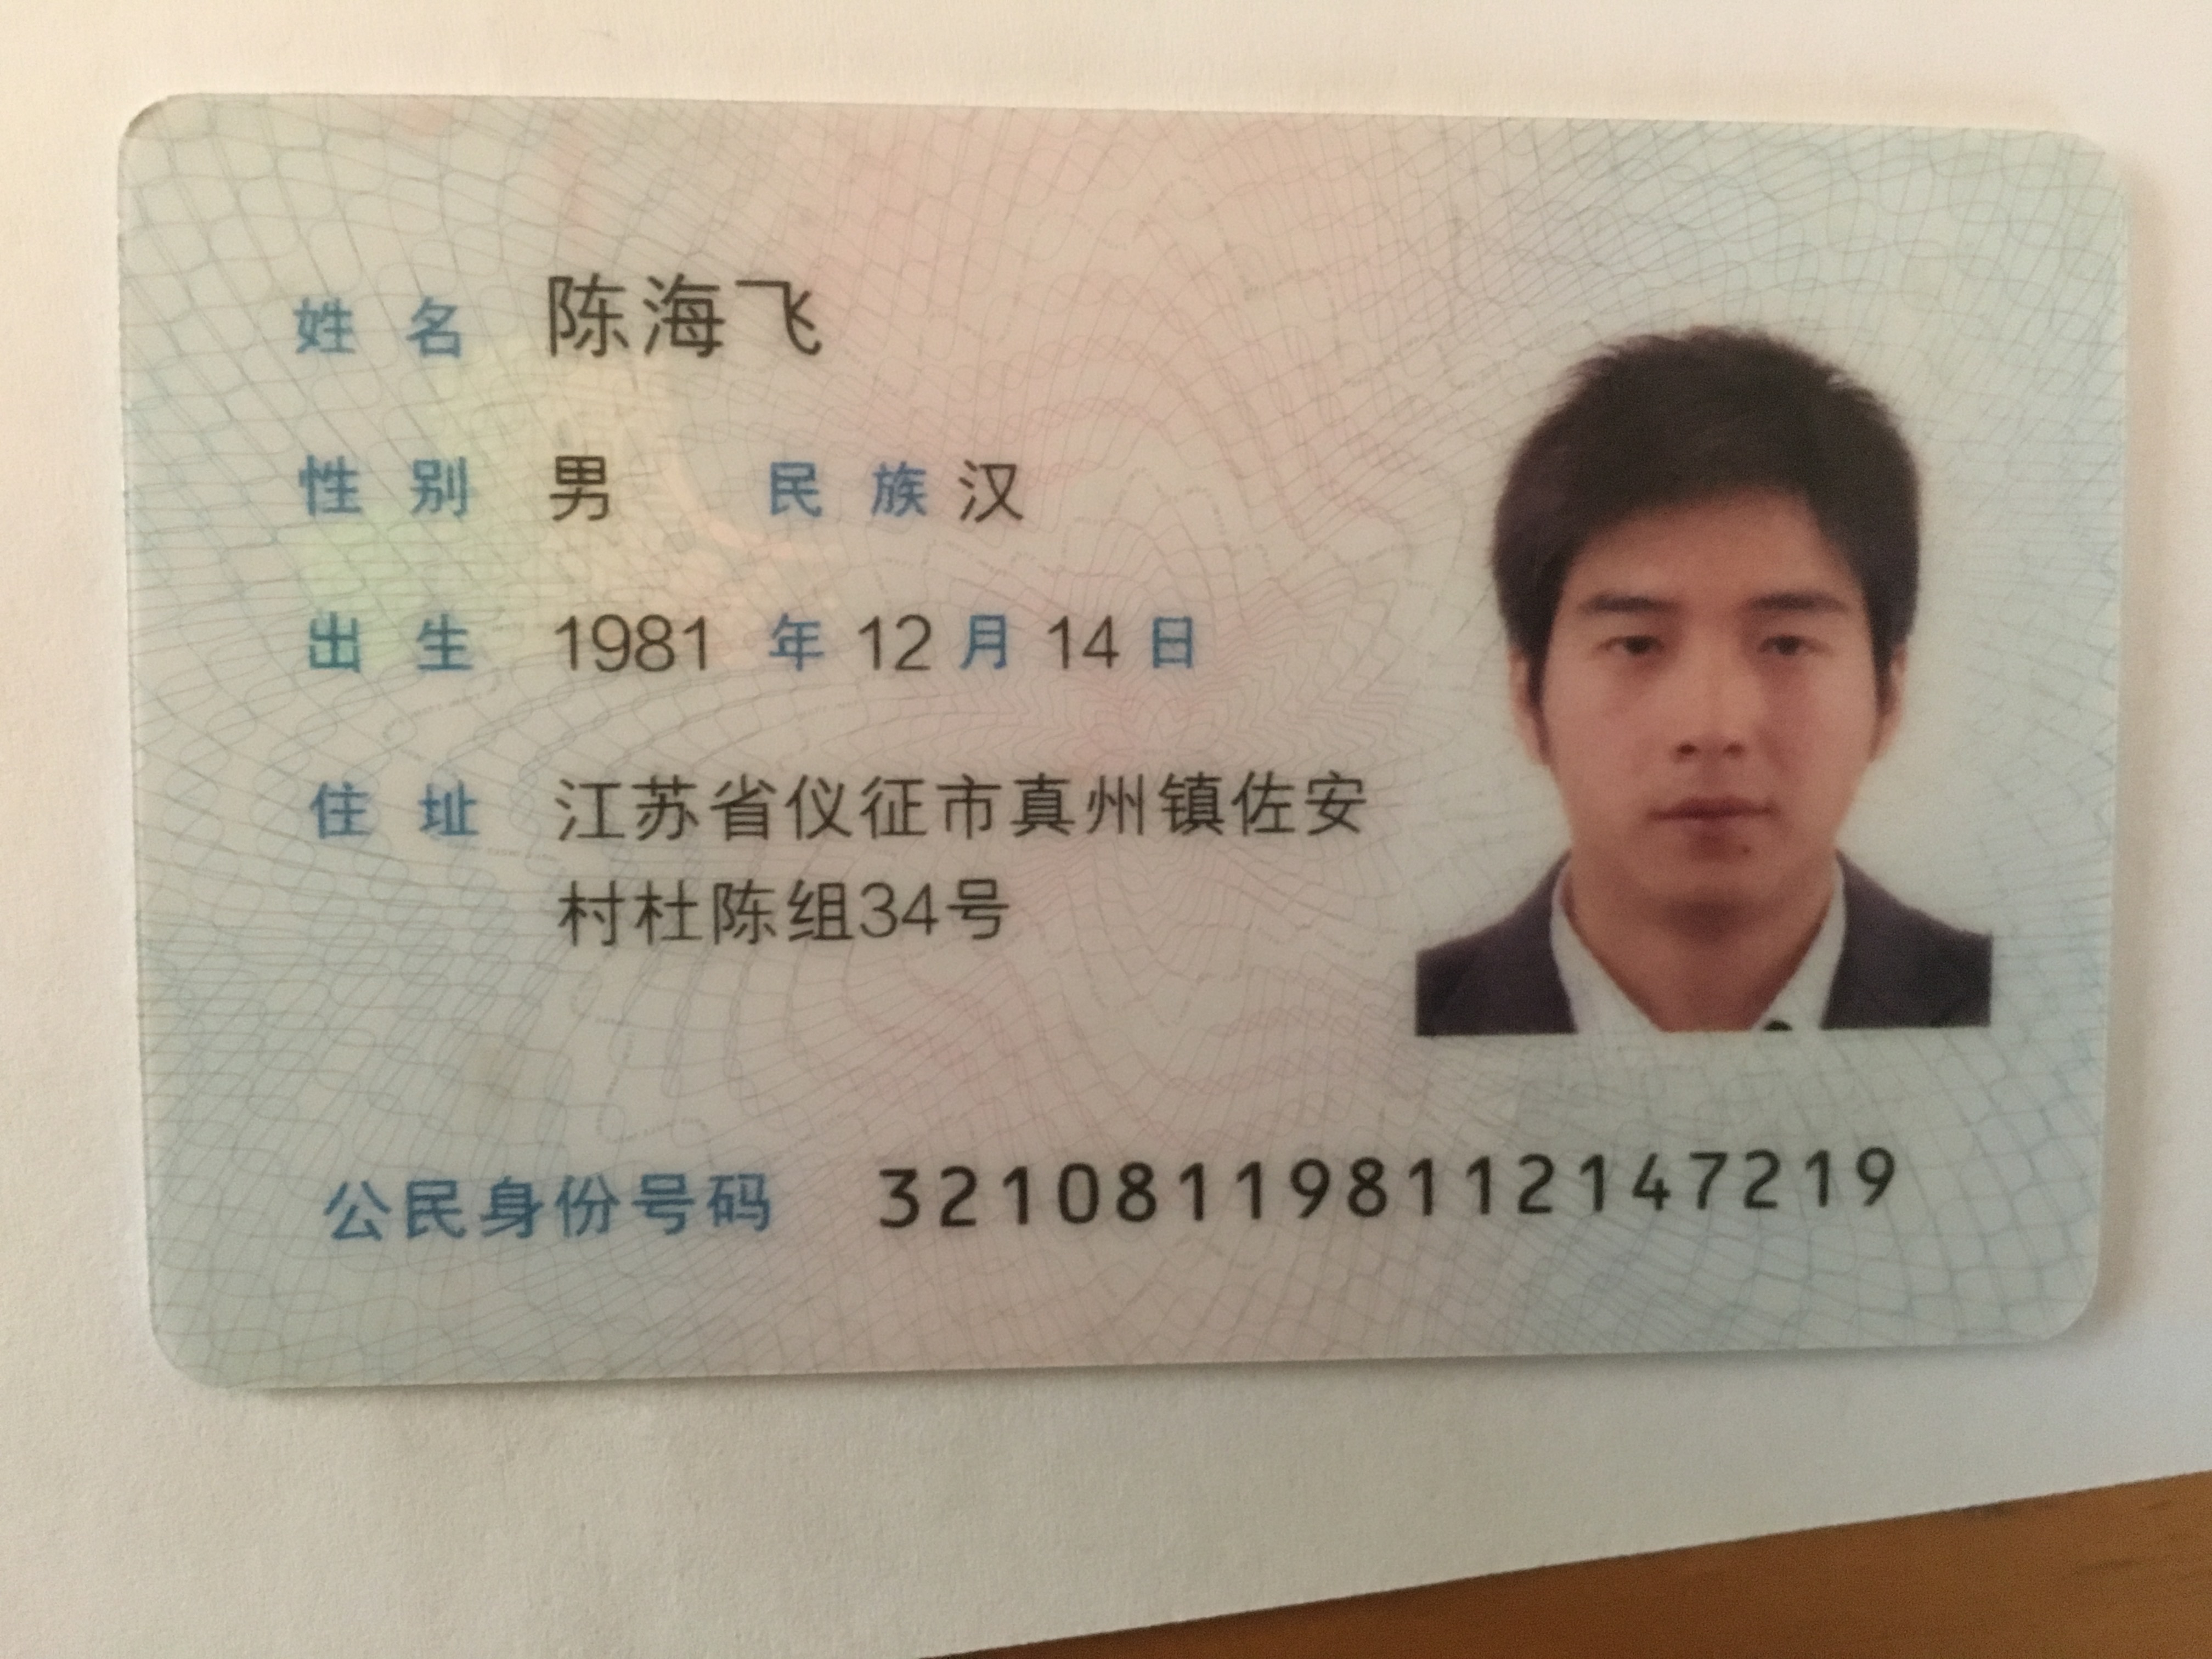 姓名 陈海飞
性别 男 民族 汉
出生 1981 年 12 月 14 日
住址 江苏省仪征市真州镇佐安
村杜陈组34号
公民身份号码 321081198112147219